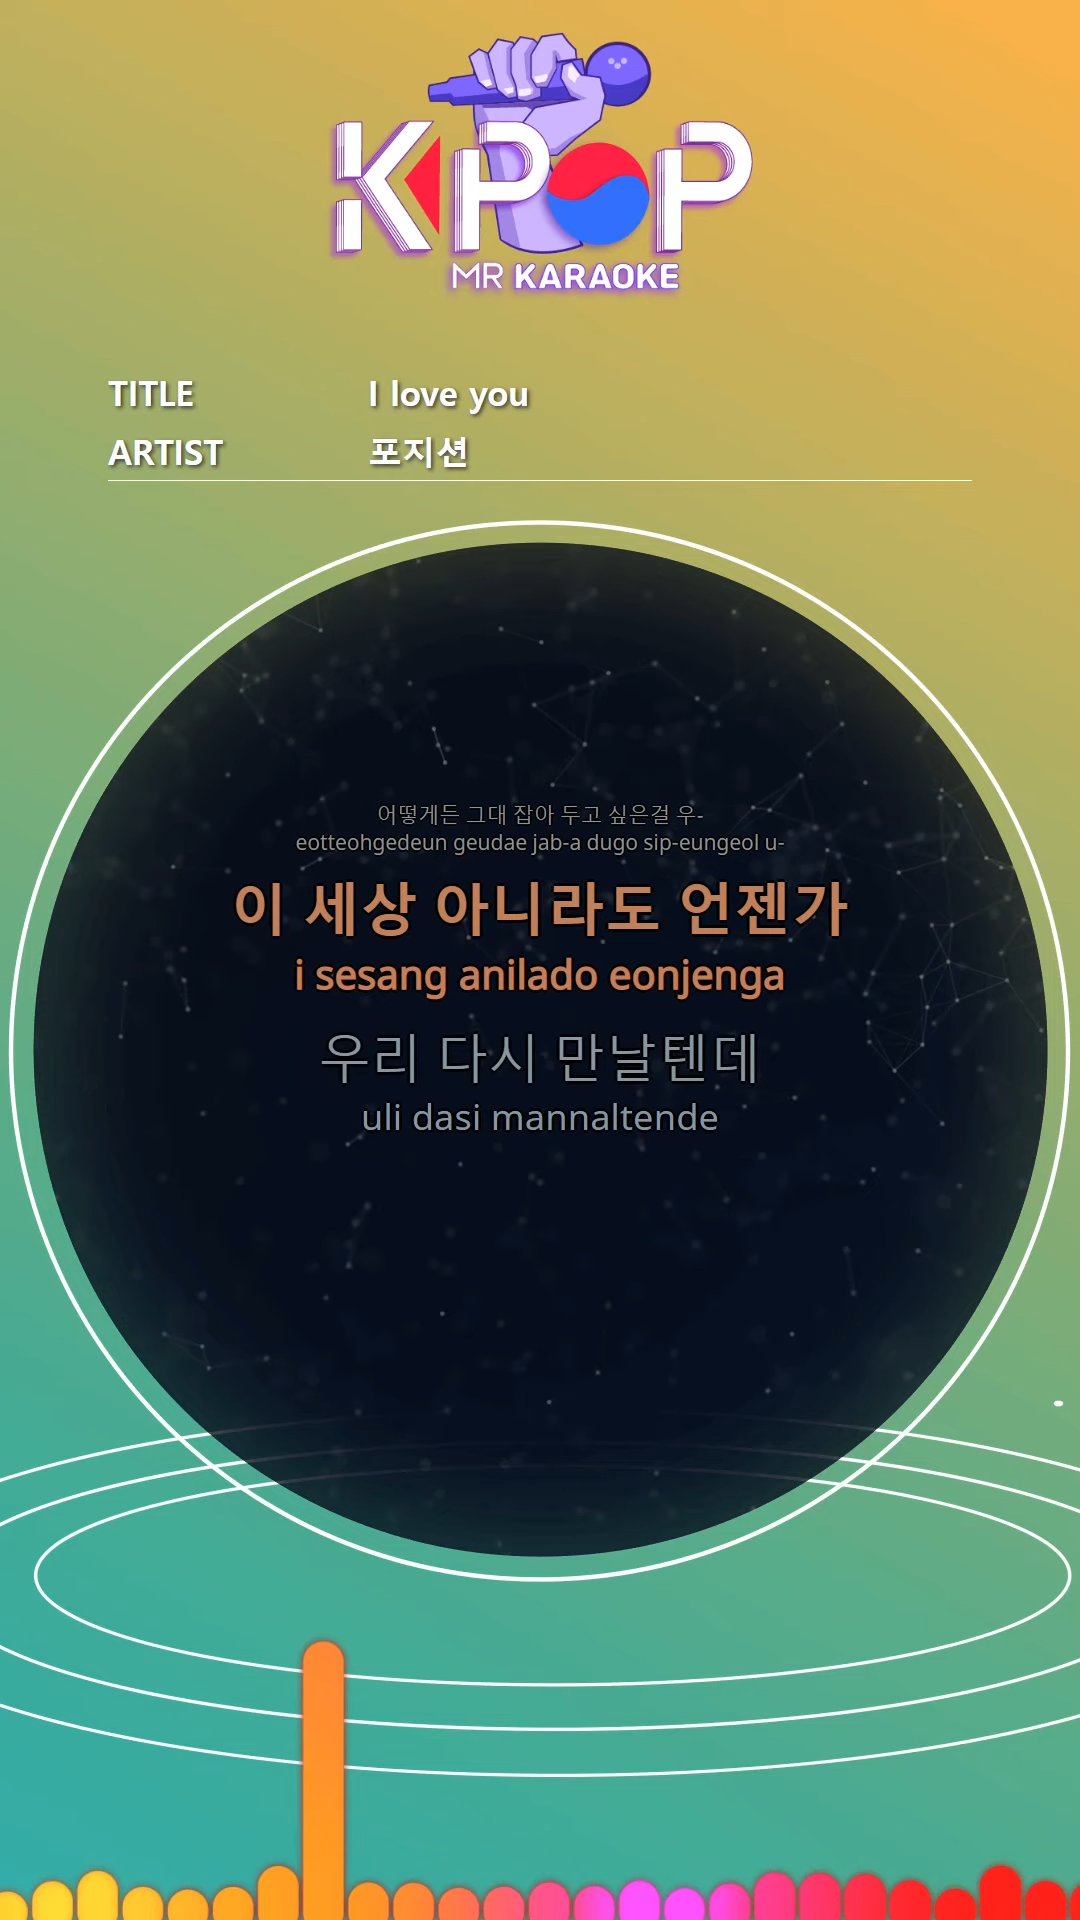 KPOP
MR KARAOKE
TITLE I love you
ARTIST 포지션
어떻게든 그대 잡아 두고 싶은걸 우-
eotteohgedeun geudae jab-a dugo sip-eungeol u-
이 세상 아니라도 언젠가
i sesang anilado eonjenga
우리 다시 만날텐데
uli dasi mannaltende